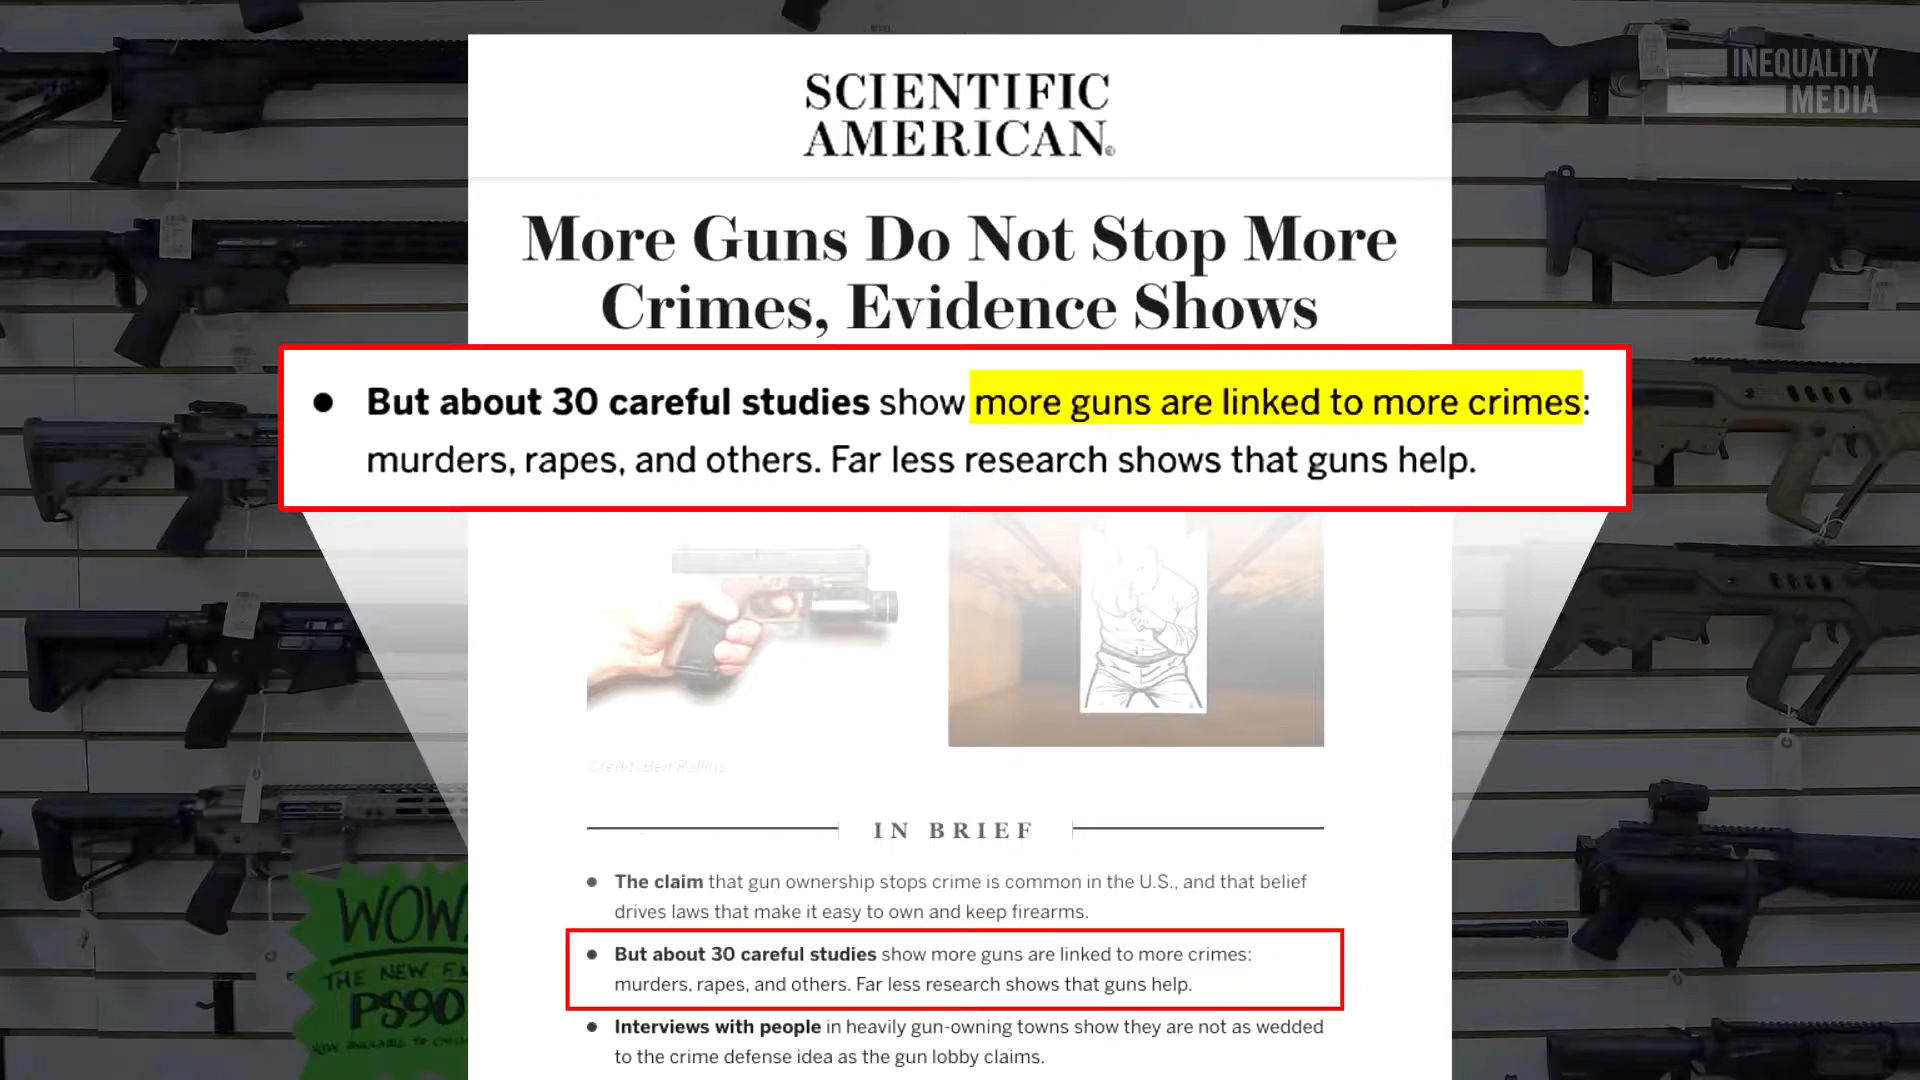 INEQUALITY
MEDIA
SCIENTIFIC
AMERICAN®
More Guns Do Not Stop More
Crimes, Evidence Shows
● But about 30 careful studies show more guns are linked to more crimes:
murders, rapes, and others. Far less research shows that guns help.
Credit: Ben Rollins
IN BRIEF
● The claim that gun ownership stops crime is common in the U.S., and that belief
drives laws that make it easy to own and keep firearms.
● But about 30 careful studies show more guns are linked to more crimes:
murders, rapes, and others. Far less research shows that guns help.
● Interviews with people in heavily gun-owning towns show they are not as wedded
to the crime defense idea as the gun lobby claims.
WOW
THE NEW
PS90
NOW AVAILABLE TO